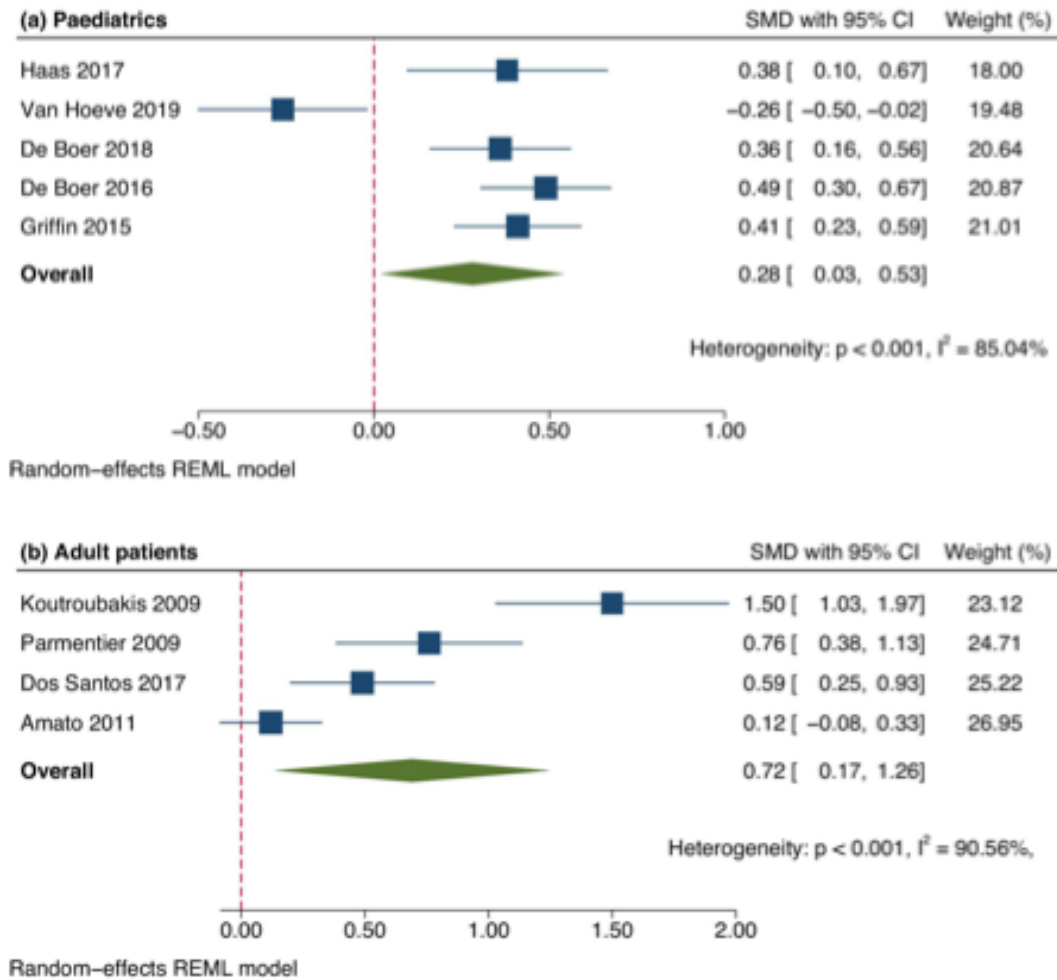 (a) Paediatrics SMD with 95% CI Weight (%)
Haas 2017 0.38 [ 0.10, 0.67] 18.00
Van Hoeve 2019 −0.26 [ −0.50, −0.02] 19.48
De Boer 2018 0.36 [ 0.16, 0.56] 20.64
De Boer 2016 0.49 [ 0.30, 0.67] 20.87
Griffin 2015 0.41 [ 0.23, 0.59] 21.01
Overall 0.28 [ 0.03, 0.53]
Heterogeneity: p < 0.001, I² = 85.04%
−0.50 0.00 0.50 1.00
Random−effects REML model
(b) Adult patients SMD with 95% CI Weight (%)
Koutroubakis 2009 1.50 [ 1.03, 1.97] 23.12
Parmentier 2009 0.76 [ 0.38, 1.13] 24.71
Dos Santos 2017 0.59 [ 0.25, 0.93] 25.22
Amato 2011 0.12 [ −0.08, 0.33] 26.95
Overall 0.72 [ 0.17, 1.26]
Heterogeneity: p < 0.001, I² = 90.56%,
0.00 0.50 1.00 1.50 2.00
Random−effects REML model